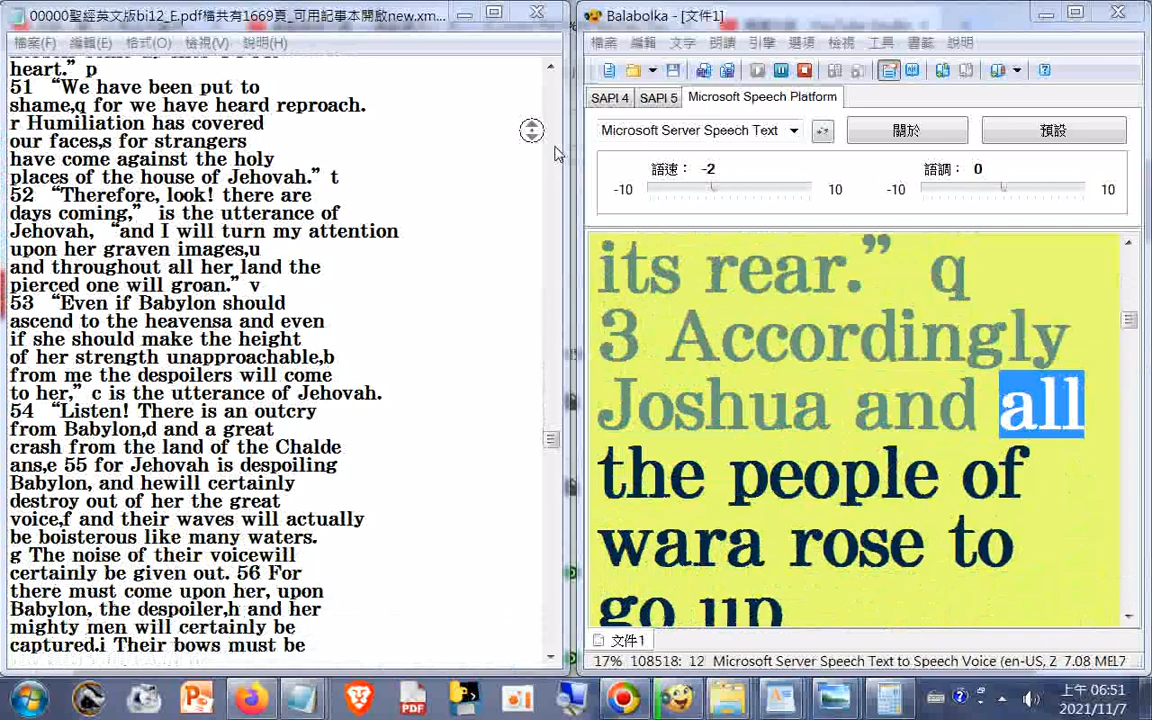 00000聖經英文版bi12_E.pdf檔共有1669頁_可用記事本開啟new.xm...
檔案(F) 編輯(E) 格式(O) 檢視(V) 說明(H)
heart.” p
51 “We have been put to
shame,q for we have heard reproach.
r Humiliation has covered
our faces,s for strangers
have come against the holy
places of the house of Jehovah.” t
52 “Therefore, look! there are
days coming,” is the utterance of
Jehovah, “and I will turn my attention
upon her graven images,u
and throughout all her land the
pierced one will groan.” v
53 “Even if Babylon should
ascend to the heavensa and even
if she should make the height
of her strength unapproachable,b
from me the despoilers will come
to her,” c is the utterance of Jehovah.
54 “Listen! There is an outcry
from Babylon,d and a great
crash from the land of the Chalde
ans,e 55 for Jehovah is despoiling
Babylon, and hewill certainly
destroy out of her the great
voice,f and their waves will actually
be boisterous like many waters.
g The noise of their voicewill
certainly be given out. 56 For
there must come upon her, upon
Babylon, the despoiler,h and her
mighty men will certainly be
captured.i Their bows must be
Balabolka - [文件1]
檔案 編輯 文字 朗讀 引擎 選項 檢視 工具 書籤 說明
SAPI 4 SAPI 5 Microsoft Speech Platform
Microsoft Server Speech Text 關於 預設
語速： -2 語調： 0
-10 10 -10 10
its rear.” q
3 Accordingly
Joshua and all
the people of
wara rose to
go up
文件1
17% 108518: 12 Microsoft Server Speech Text to Speech Voice (en-US, Z 7.08 MEL7
PDF
上午 06:51
2021/11/7